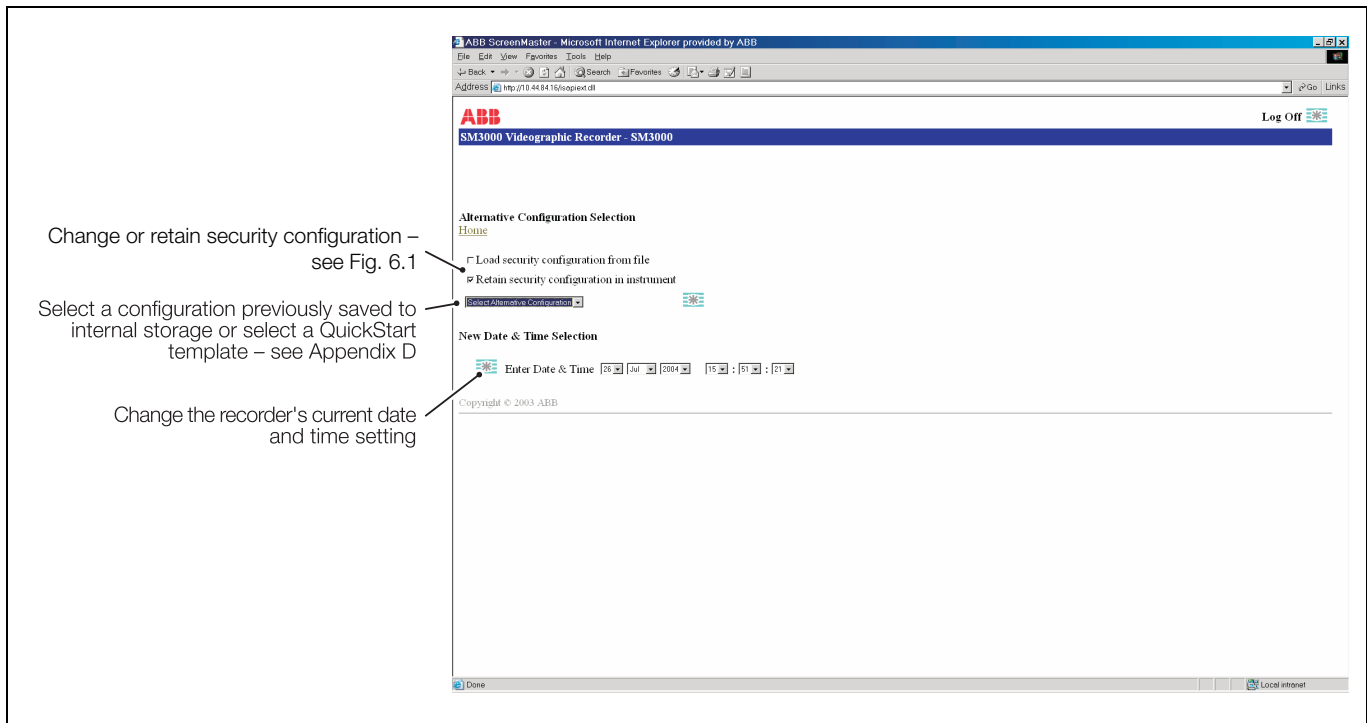 ABB ScreenMaster - Microsoft Internet Explorer provided by ABB
File Edit View Favorites Tools Help
Back Search Favorites
Address http://10.44.84.16/isapiext.dll Go Links
ABB
Log Off
SM3000 Videographic Recorder - SM3000
Alternative Configuration Selection
Home
Change or retain security configuration –
see Fig. 6.1
Load security configuration from file
Retain security configuration in instrument
Select a configuration previously saved to
internal storage or select a QuickStart
template – see Appendix D
Select Alternative Configuration
New Date & Time Selection
Enter Date & Time 26 Jul 2004 15 : 51 : 21
Change the recorder's current date
and time setting
Copyright © 2003 ABB
Done
Local intranet